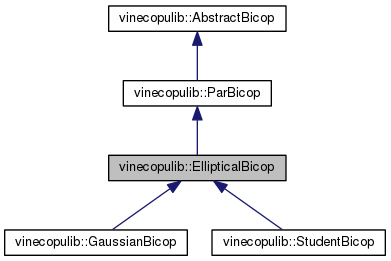 vinecopulib::AbstractBicop
vinecopulib::ParBicop
vinecopulib::EllipticalBicop
vinecopulib::GaussianBicop
vinecopulib::StudentBicop